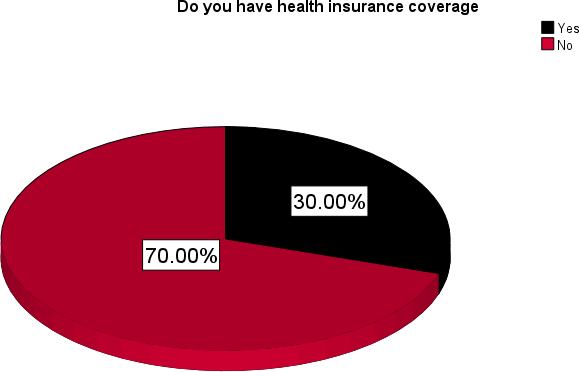 Do you have health insurance coverage
Yes
No
30.00%
70.00%